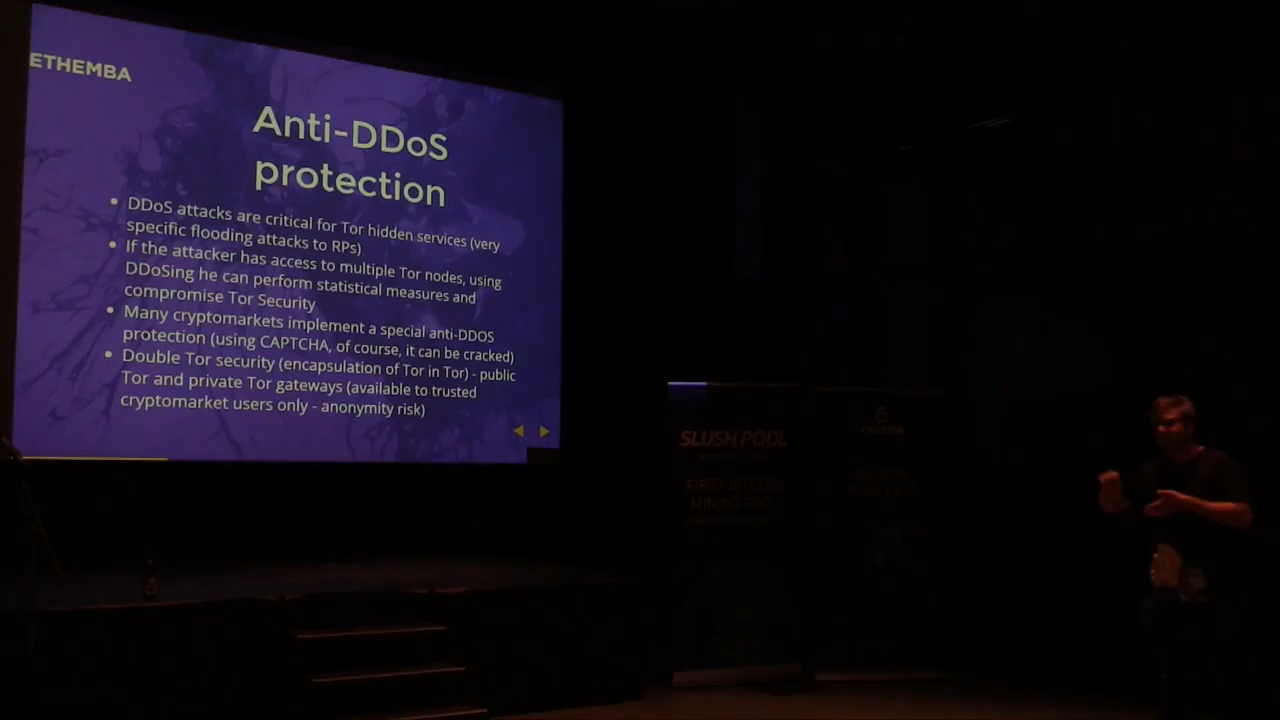 ETHEMBA
Anti-DDoS
protection
• DDoS attacks are critical for Tor hidden services (very
specific flooding attacks to RPs)
• If the attacker has access to multiple Tor nodes, using
DDoSing he can perform statistical measures and
compromise Tor Security
• Many cryptomarkets implement a special anti-DDOS
protection (using CAPTCHA, of course, it can be cracked)
• Double Tor security (encapsulation of Tor in Tor) - public
Tor and private Tor gateways (available to trusted
cryptomarket users only - anonymity risk)
SLUSH POOL
FIRST BITCOIN
MINING POOL